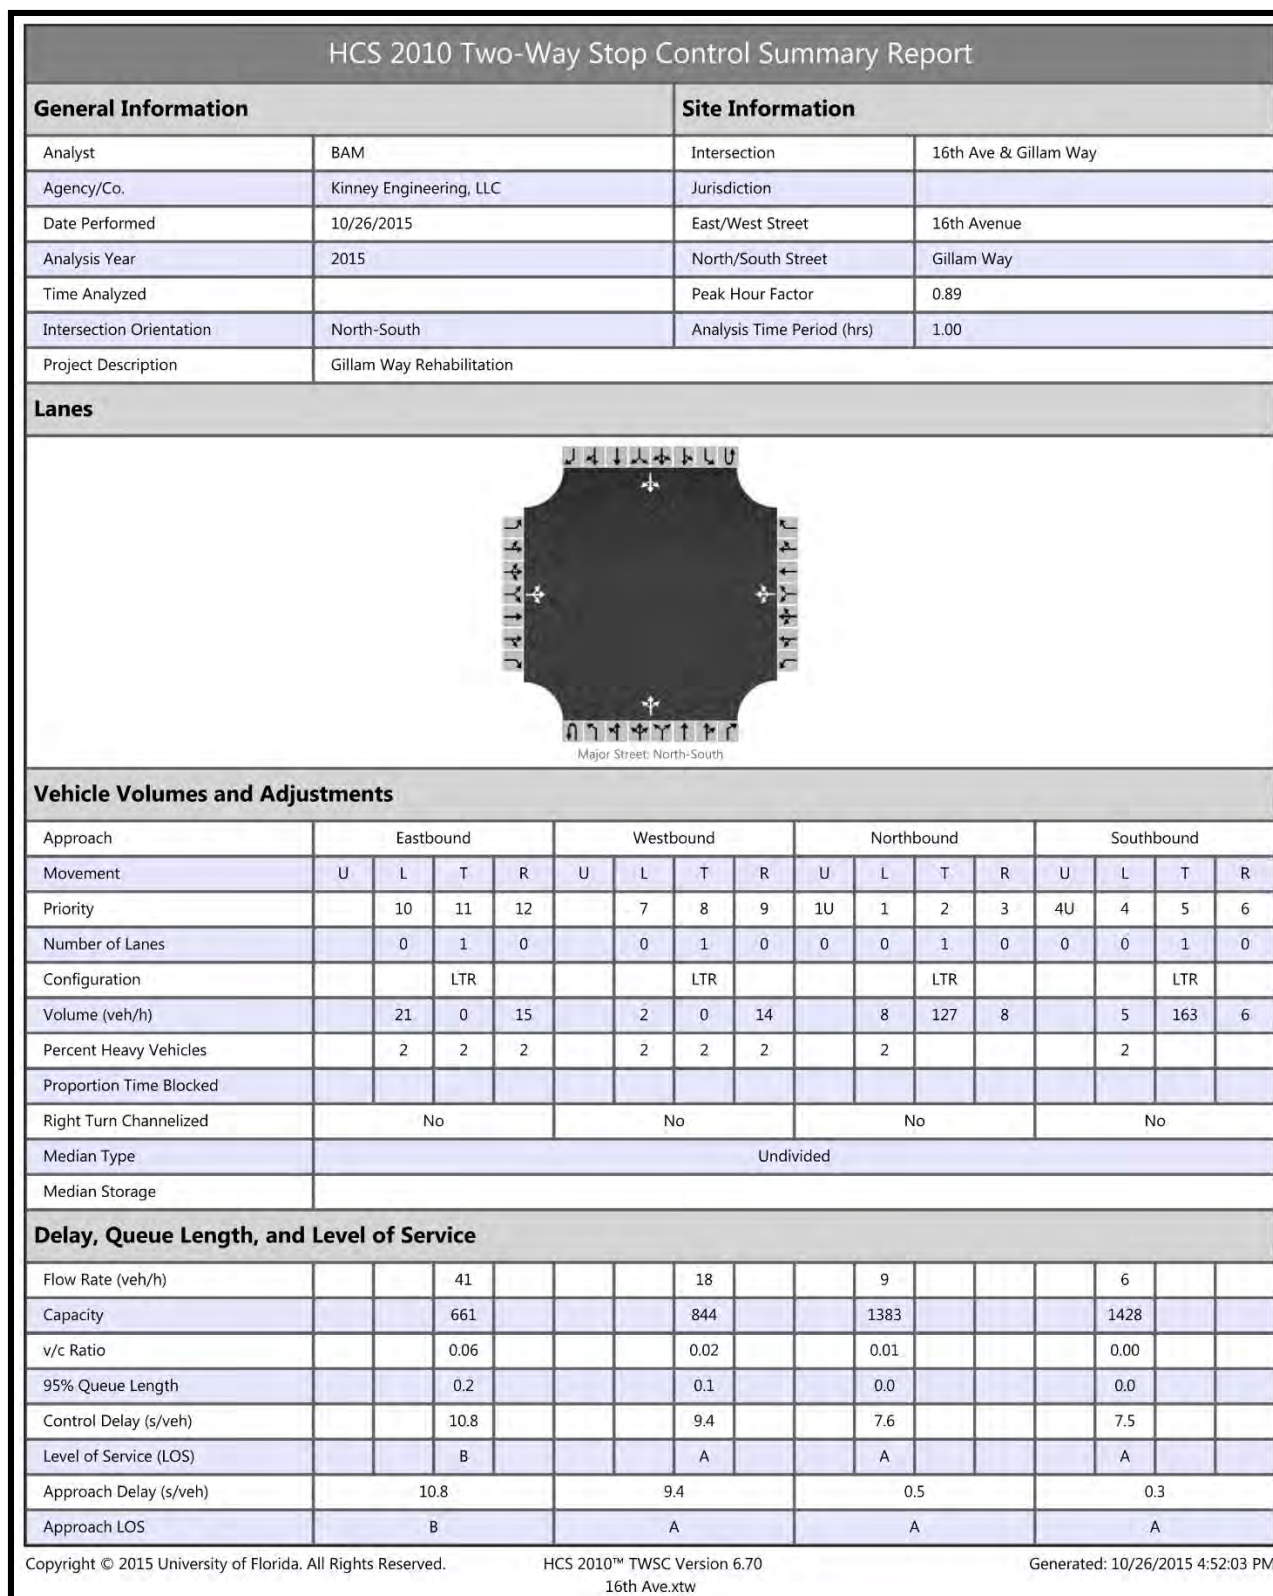 HCS 2010 Two-Way Stop Control Summary Report
General Information Site Information
Analyst BAM Intersection 16th Ave & Gillam Way
Agency/Co. Kinney Engineering, LLC Jurisdiction
Date Performed 10/26/2015 East/West Street 16th Avenue
Analysis Year 2015 North/South Street Gillam Way
Time Analyzed Peak Hour Factor 0.89
Intersection Orientation North-South Analysis Time Period (hrs) 1.00
Project Description Gillam Way Rehabilitation
Lanes
Major Street: North-South
Vehicle Volumes and Adjustments
Approach Eastbound Westbound Northbound Southbound
Movement U L T R U L T R U L T R U L T R
Priority 10 11 12 7 8 9 1U 1 2 3 4U 4 5 6
Number of Lanes 0 1 0 0 1 0 0 0 1 0 0 0 1 0
Configuration LTR LTR LTR LTR
Volume (veh/h) 21 0 15 2 0 14 8 127 8 5 163 6
Percent Heavy Vehicles 2 2 2 2 2 2 2 2
Proportion Time Blocked
Right Turn Channelized No No No No
Median Type Undivided
Median Storage
Delay, Queue Length, and Level of Service
Flow Rate (veh/h) 41 18 9 6
Capacity 661 844 1383 1428
v/c Ratio 0.06 0.02 0.01 0.00
95% Queue Length 0.2 0.1 0.0 0.0
Control Delay (s/veh) 10.8 9.4 7.6 7.5
Level of Service (LOS) B A A A
Approach Delay (s/veh) 10.8 9.4 0.5 0.3
Approach LOS B A A A
Copyright © 2015 University of Florida. All Rights Reserved. HCS 2010™ TWSC Version 6.70 Generated: 10/26/2015 4:52:03 PM
16th Ave.xtw